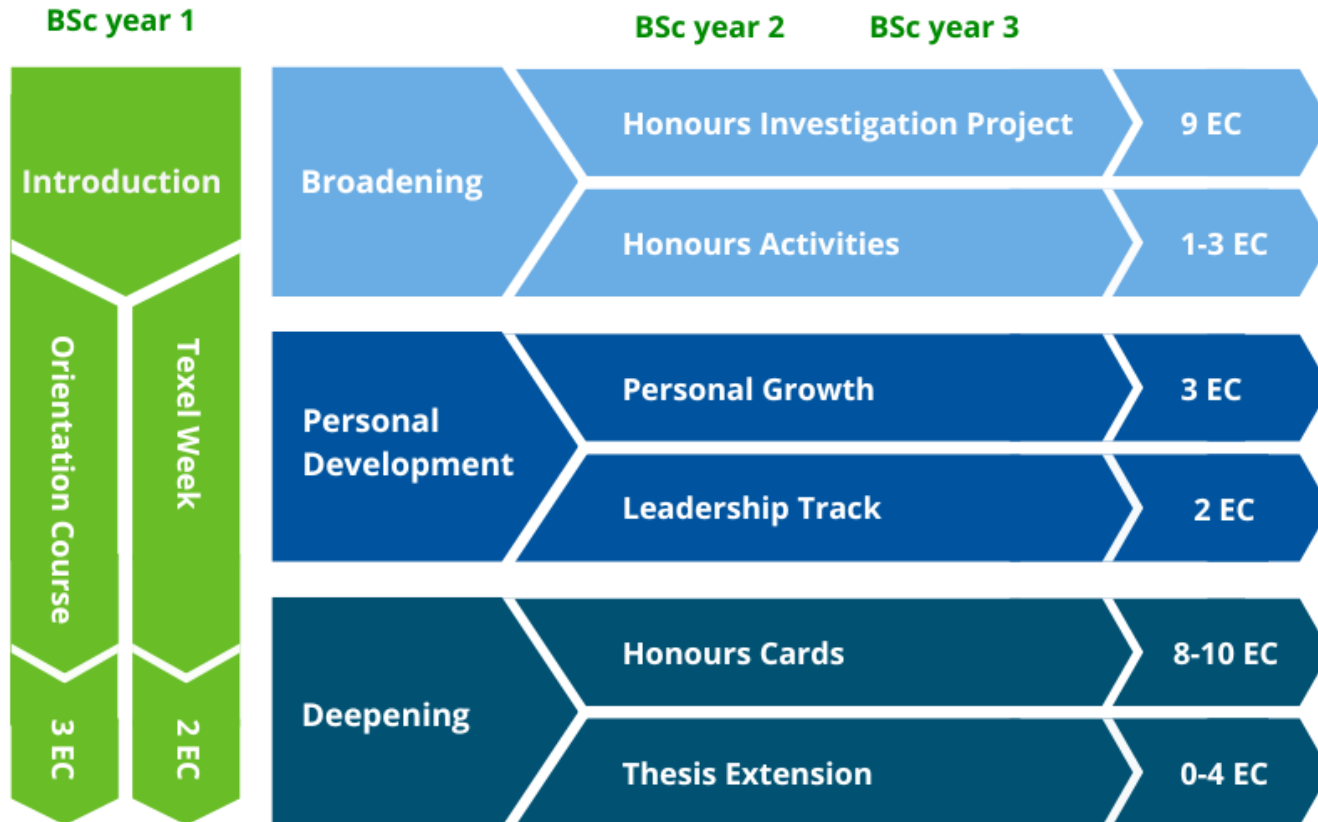 BSc year 1
BSc year 2
BSc year 3
Introduction
Orientation Course
Texel Week
3 EC
2 EC
Broadening
Honours Investigation Project
9 EC
Honours Activities
1-3 EC
Personal
Development
Personal Growth
3 EC
Leadership Track
2 EC
Deepening
Honours Cards
8-10 EC
Thesis Extension
0-4 EC